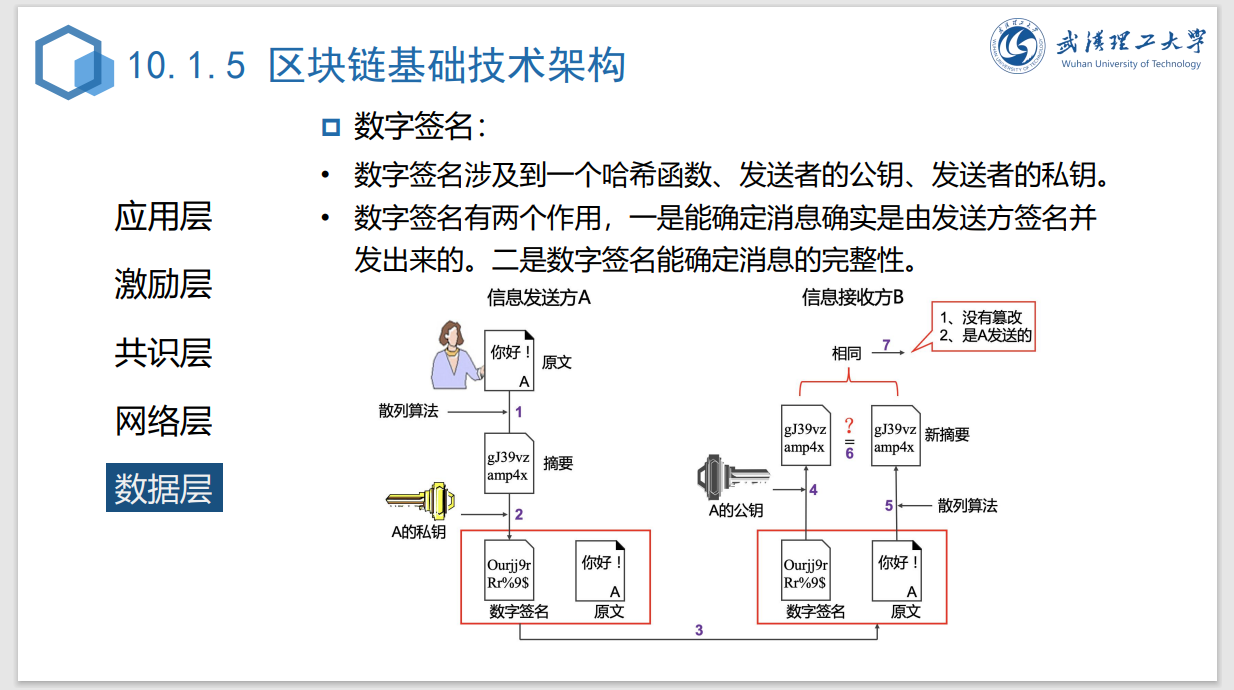 10.1.5 区块链基础技术架构
武汉理工大学
Wuhan University of Technology
数字签名：
• 数字签名涉及到一个哈希函数、发送者的公钥、发送者的私钥。
• 数字签名有两个作用，一是能确定消息确实是由发送方签名并
发出来的。二是数字签名能确定消息的完整性。
应用层
激励层
共识层
网络层
数据层
信息发送方A
你好！
A
原文
散列算法
1
gJ39vz
amp4x
摘要
A的私钥
2
Ourjj9r
Rr%9$
数字签名
你好！
A
原文
3
信息接收方B
1、没有篡改
2、是A发送的
相同
7
gJ39vz
amp4x
?
=
6
gJ39vz
amp4x
新摘要
A的公钥
4
5
散列算法
Ourjj9r
Rr%9$
数字签名
你好！
A
原文